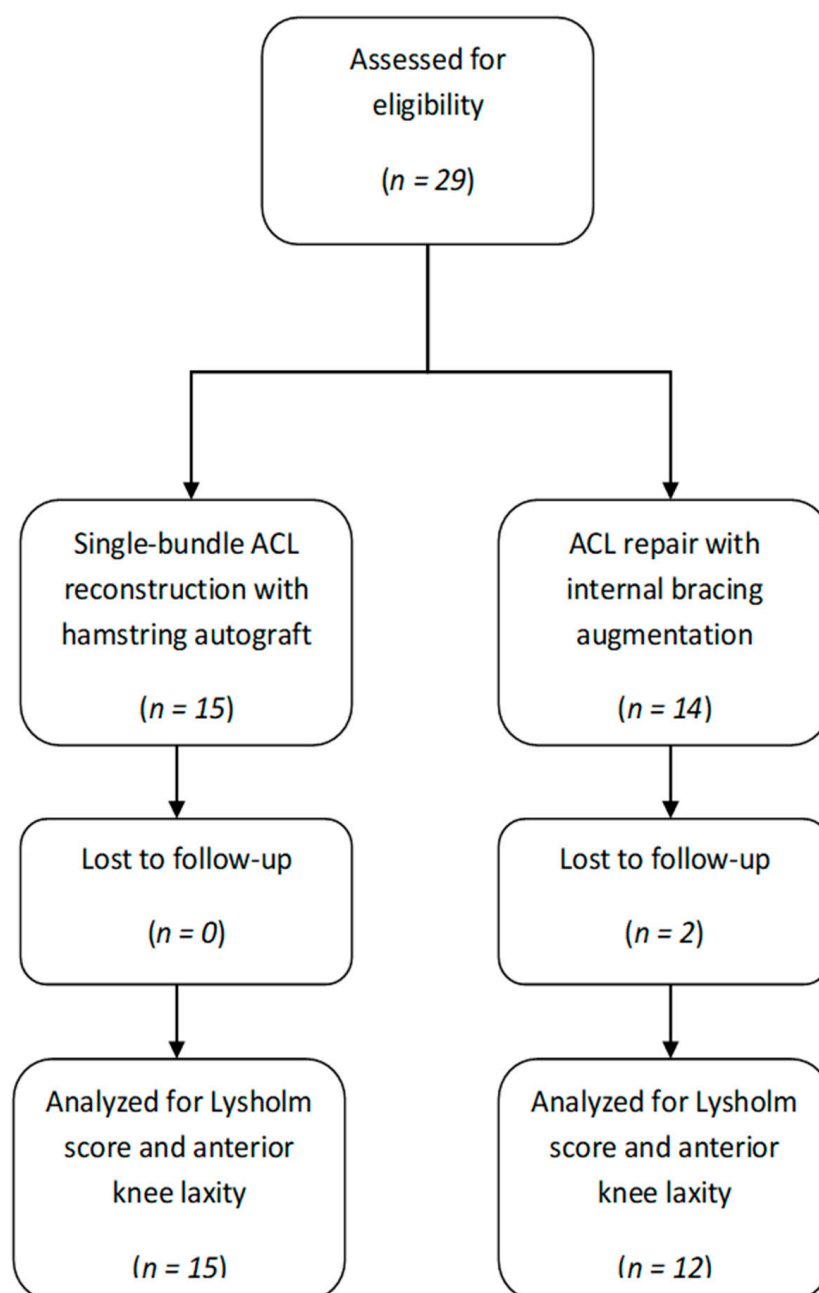 Assessed for
eligibility
(n = 29)
Single-bundle ACL
reconstruction with
hamstring autograft
(n = 15)
ACL repair with
internal bracing
augmentation
(n = 14)
Lost to follow-up
(n = 0)
Lost to follow-up
(n = 2)
Analyzed for Lysholm
score and anterior
knee laxity
(n = 15)
Analyzed for Lysholm
score and anterior
knee laxity
(n = 12)